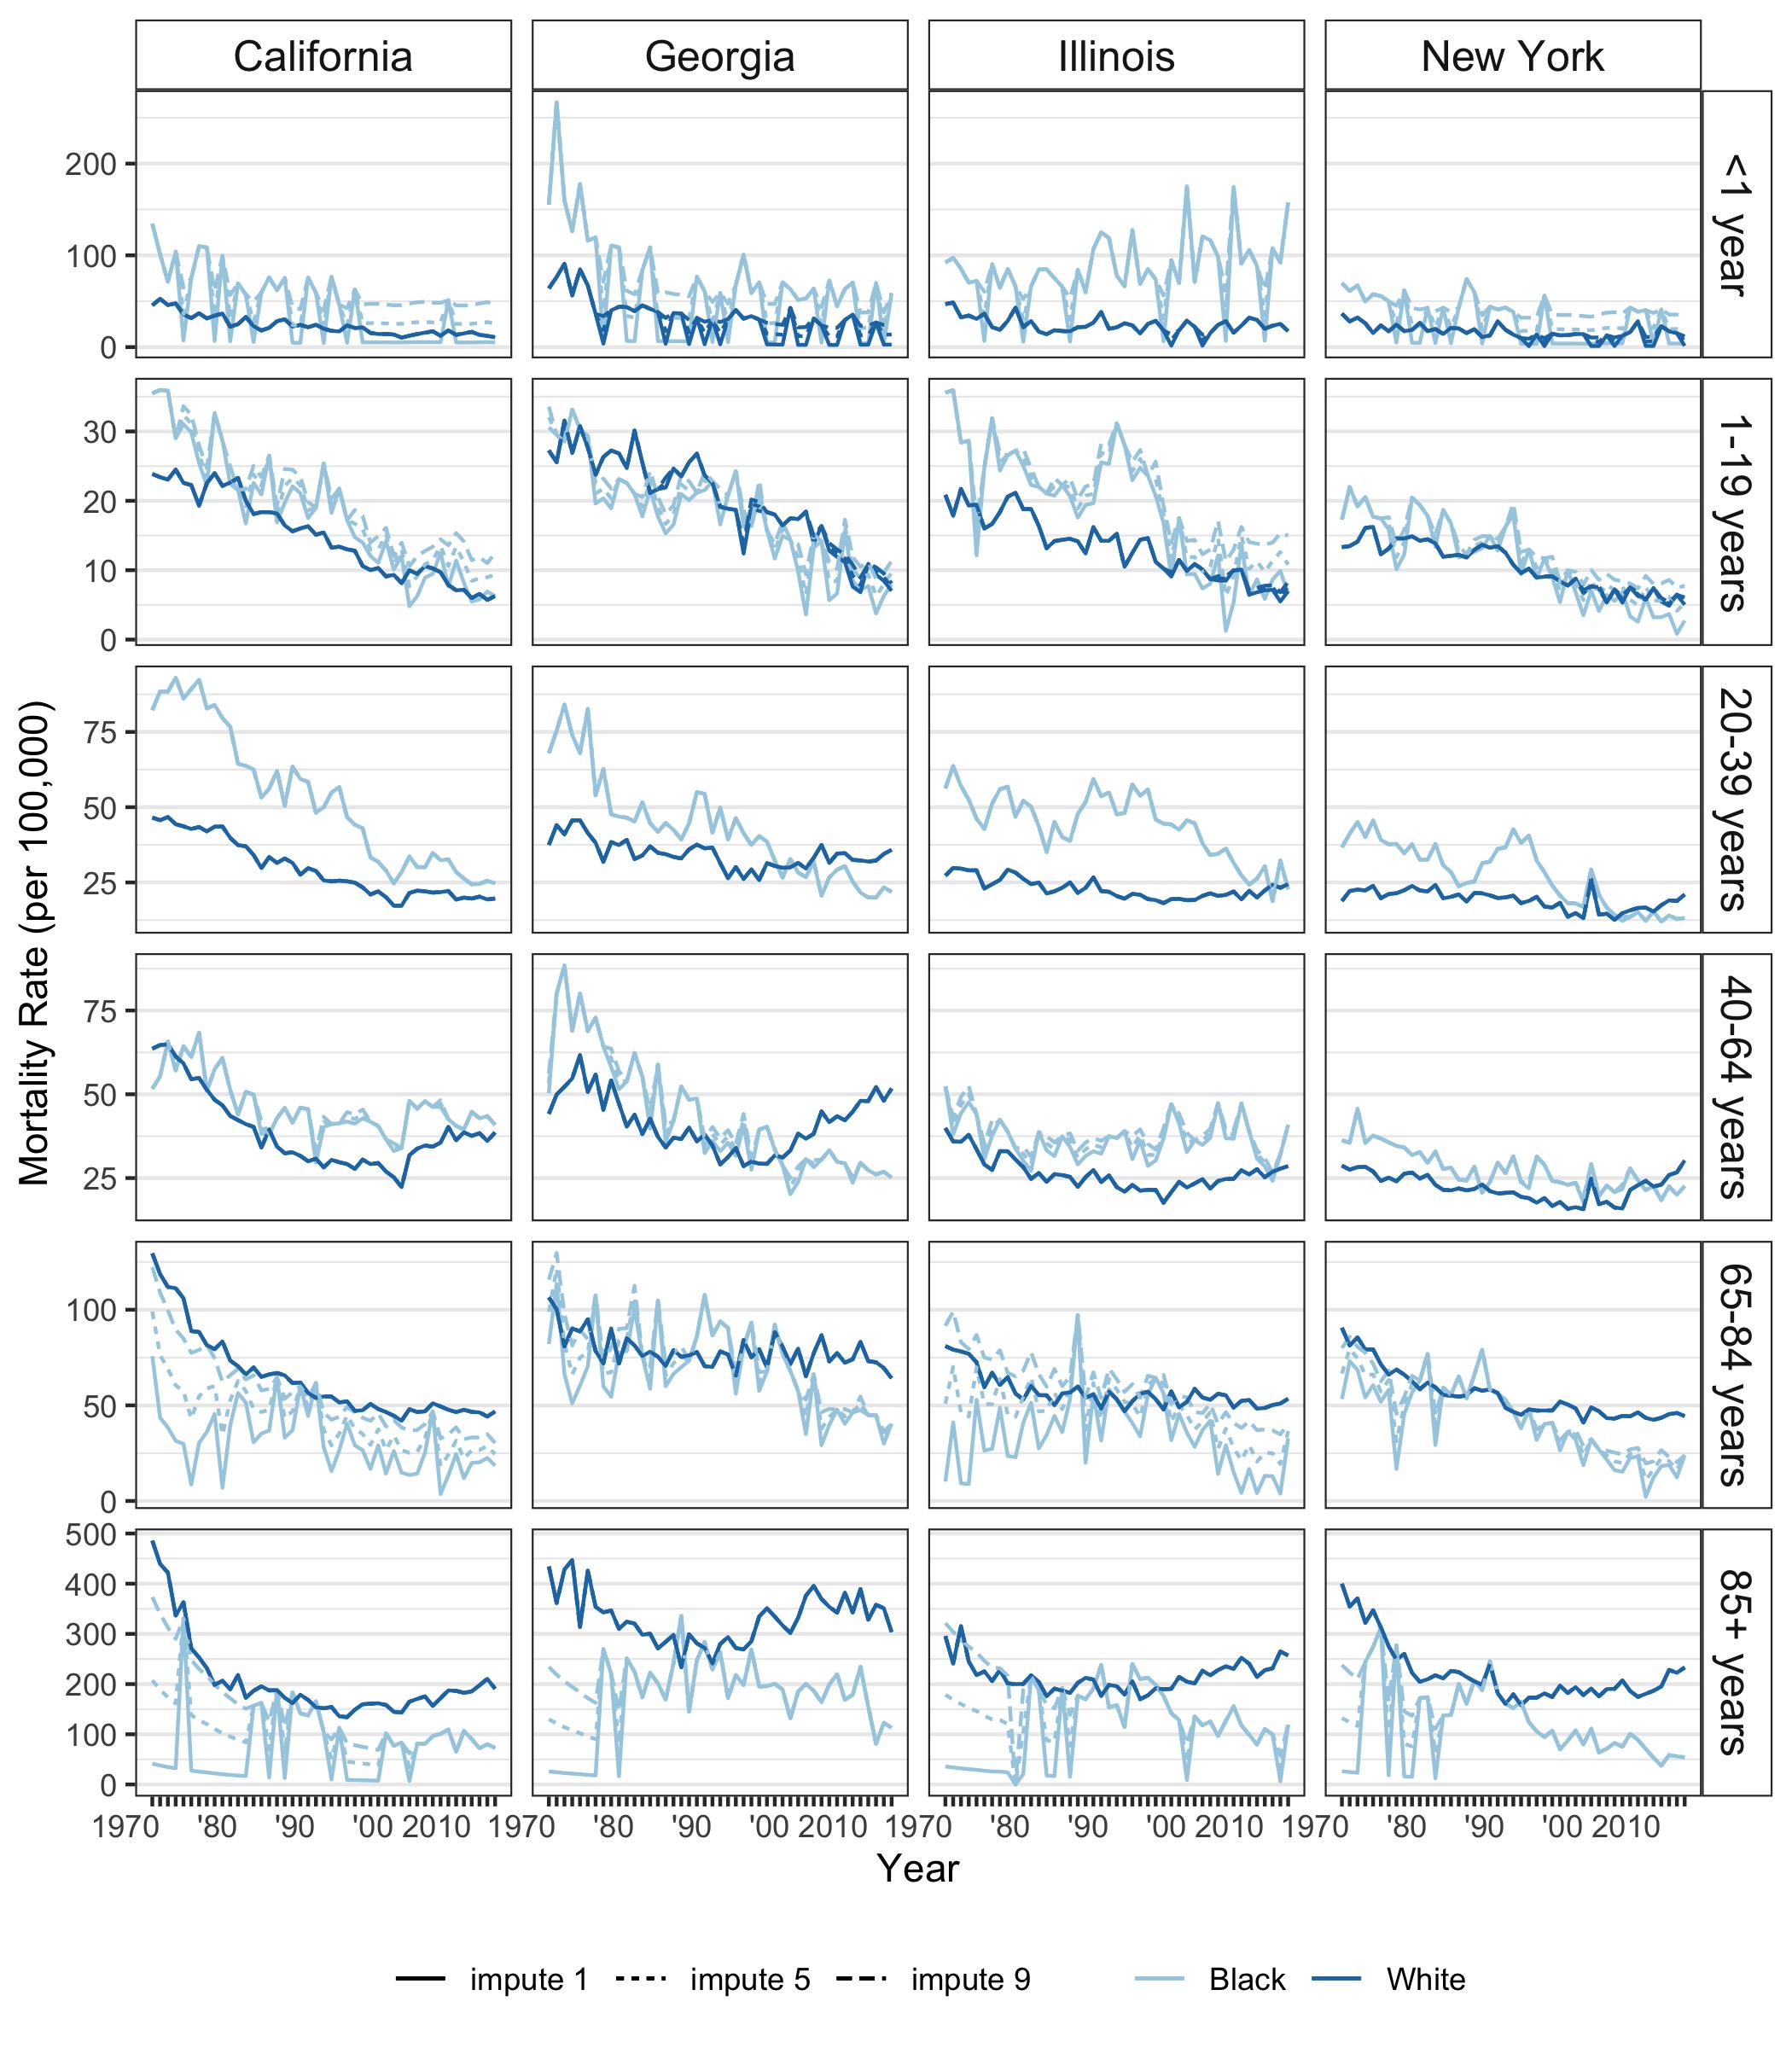 California Georgia Illinois New York
200
100
0
<1 year
30
20
10
0
1-19 years
75
50
25
20-39 years
75
50
25
40-64 years
100
50
0
65-84 years
500
400
300
200
100
0
85+ years
Mortality Rate (per 100,000)
1970 '80 '90 '00 2010 1970 '80 '90 '00 2010 1970 '80 '90 '00 2010 1970 '80 '90 '00 2010
Year
impute 1 impute 5 impute 9 Black White